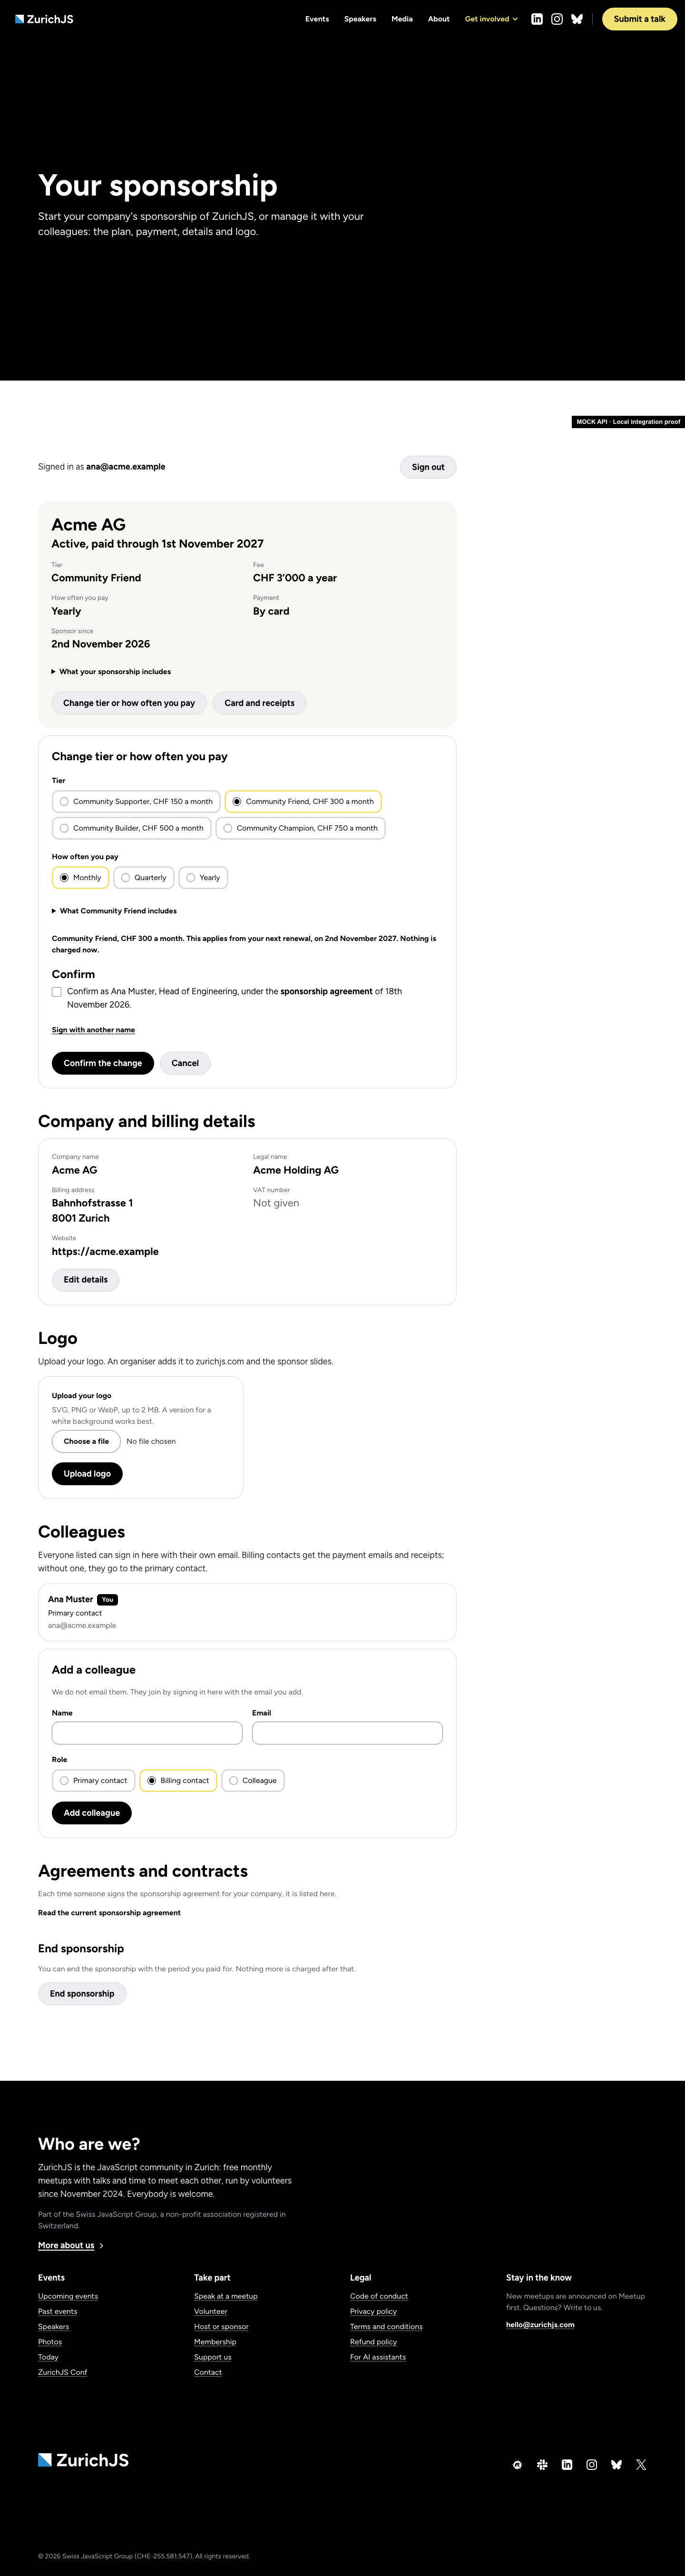 ZurichJS
Events
Speakers
Media
About
Get involved
Submit a talk
Your sponsorship
Start your company's sponsorship of ZurichJS, or manage it with your
colleagues: the plan, payment, details and logo.
MOCK API · Local integration proof
Signed in as ana@acme.example
Sign out
Acme AG
Active, paid through 1st November 2027
Tier
Community Friend
Fee
CHF 3’000 a year
How often you pay
Yearly
Payment
By card
Sponsor since
2nd November 2026
What your sponsorship includes
Change tier or how often you pay
Card and receipts
Change tier or how often you pay
Tier
Community Supporter, CHF 150 a month
Community Friend, CHF 300 a month
Community Builder, CHF 500 a month
Community Champion, CHF 750 a month
How often you pay
Monthly
Quarterly
Yearly
What Community Friend includes
Community Friend, CHF 300 a month. This applies from your next renewal, on 2nd November 2027. Nothing is
charged now.
Confirm
Confirm as Ana Muster, Head of Engineering, under the sponsorship agreement of 18th
November 2026.
Sign with another name
Confirm the change
Cancel
Company and billing details
Company name
Acme AG
Legal name
Acme Holding AG
Billing address
Bahnhofstrasse 1
8001 Zurich
VAT number
Not given
Website
https://acme.example
Edit details
Logo
Upload your logo. An organiser adds it to zurichjs.com and the sponsor slides.
Upload your logo
SVG, PNG or WebP, up to 2 MB. A version for a
white background works best.
Choose a file
No file chosen
Upload logo
Colleagues
Everyone listed can sign in here with their own email. Billing contacts get the payment emails and receipts;
without one, they go to the primary contact.
Ana Muster
You
Primary contact
ana@acme.example
Add a colleague
We do not email them. They join by signing in here with the email you add.
Name
Email
Role
Primary contact
Billing contact
Colleague
Add colleague
Agreements and contracts
Each time someone signs the sponsorship agreement for your company, it is listed here.
Read the current sponsorship agreement
End sponsorship
You can end the sponsorship with the period you paid for. Nothing more is charged after that.
End sponsorship
Who are we?
ZurichJS is the JavaScript community in Zurich: free monthly
meetups with talks and time to meet each other, run by volunteers
since November 2024. Everybody is welcome.
Part of the Swiss JavaScript Group, a non-profit association registered in
Switzerland.
More about us
Events
Upcoming events
Past events
Speakers
Photos
Today
ZurichJS Conf
Take part
Speak at a meetup
Volunteer
Host or sponsor
Membership
Support us
Contact
Legal
Code of conduct
Privacy policy
Terms and conditions
Refund policy
For AI assistants
Stay in the know
New meetups are announced on Meetup
first. Questions? Write to us.
hello@zurichjs.com
ZurichJS
© 2026 Swiss JavaScript Group (CHE-255.581.547). All rights reserved.